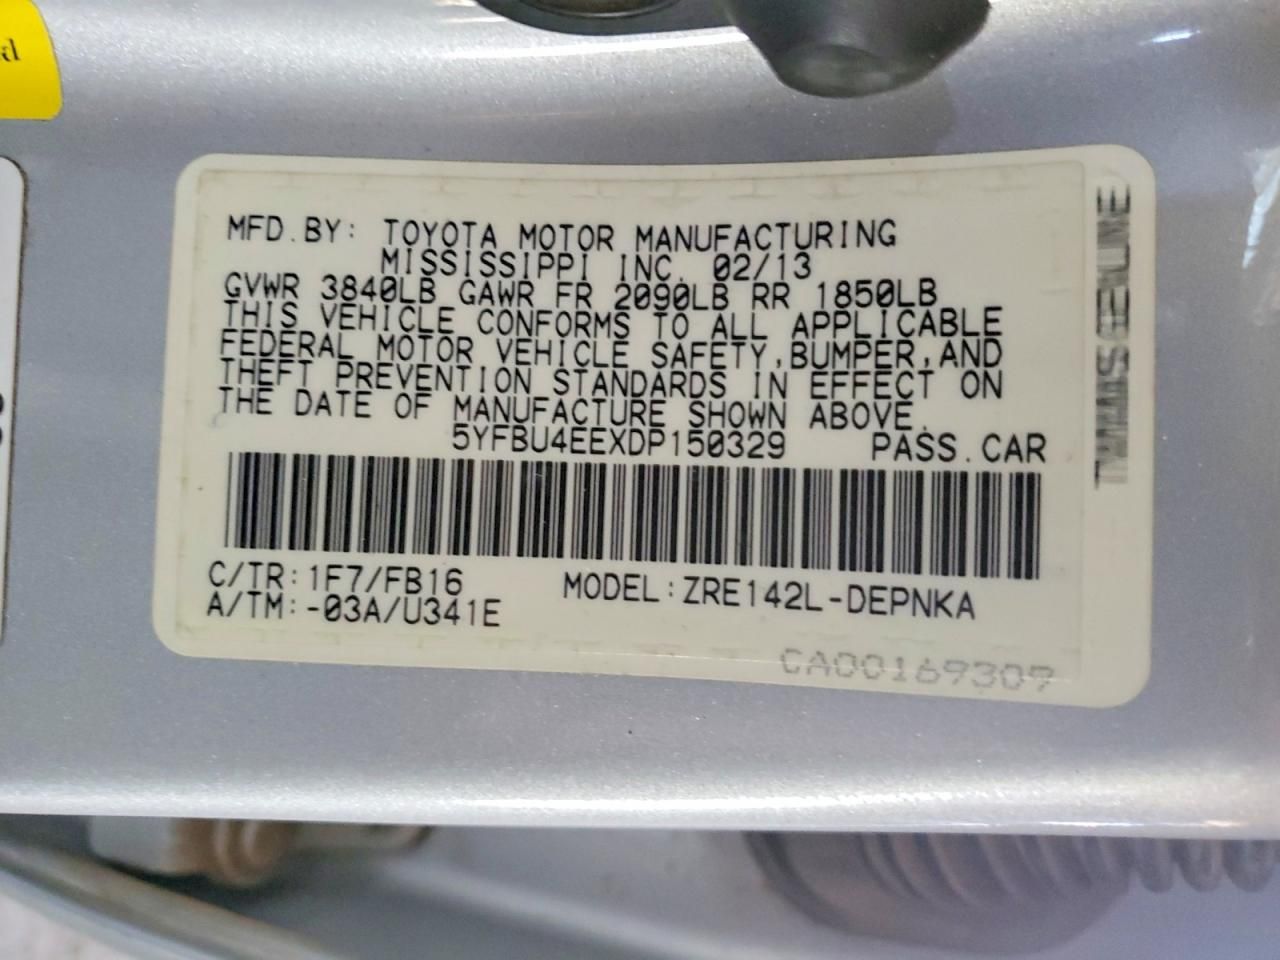 MFD.BY: TOYOTA MOTOR MANUFACTURING
MISSISSIPPI INC. 02/13
GVWR 3840LB GAWR FR 2090LB RR 1850LB
THIS VEHICLE CONFORMS TO ALL APPLICABLE
FEDERAL MOTOR VEHICLE SAFETY,BUMPER,AND
THEFT PREVENTION STANDARDS IN EFFECT ON
THE DATE OF MANUFACTURE SHOWN ABOVE.
5YFBU4EEXDP150329 PASS.CAR
C/TR:1F7/FB16 MODEL:ZRE142L-DEPNKA
A/TM:-03A/U341E
CA00169309